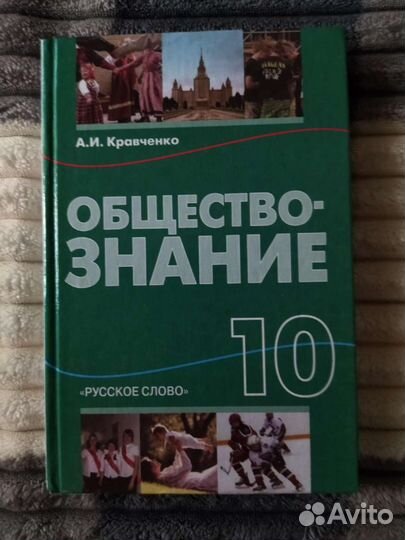 А.И. Кравченко
ОБЩЕСТВО-
ЗНАНИЕ
10
«РУССКОЕ СЛОВО»
Avito